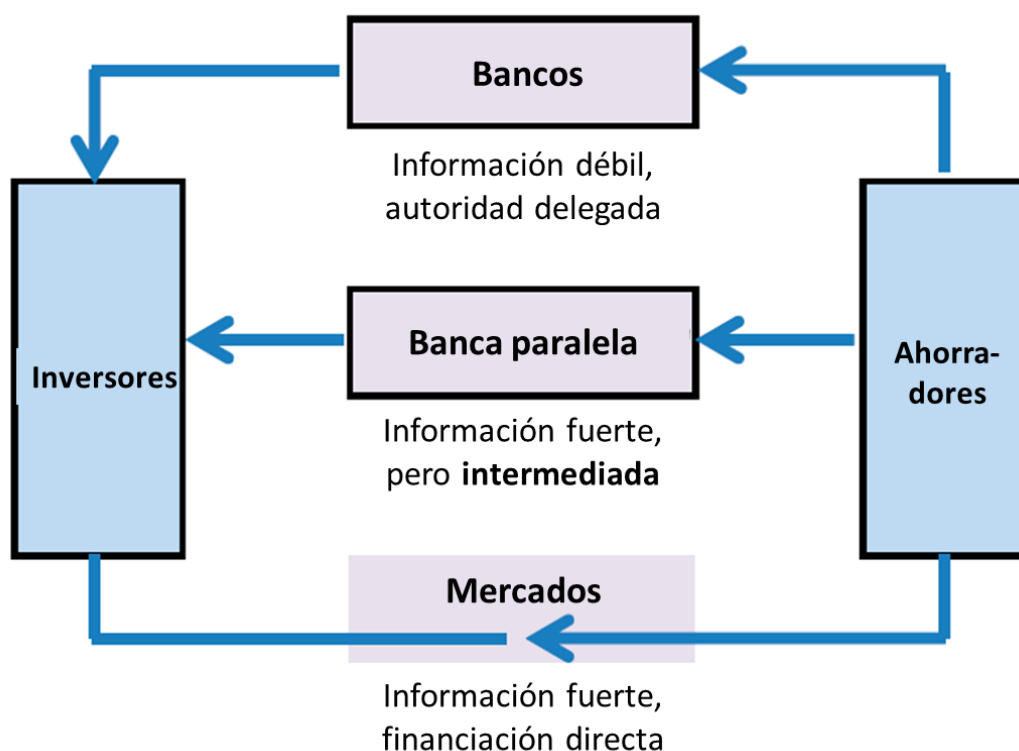 Bancos
Información débil,
autoridad delegada
Inversores
Banca paralela
Ahorra-
dores
Información fuerte,
pero intermediada
Mercados
Información fuerte,
financiación directa